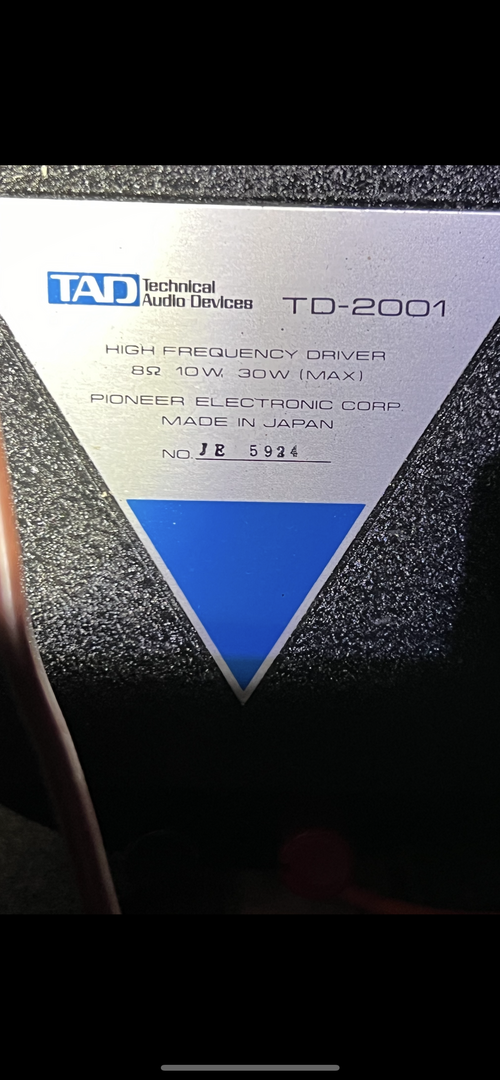 TAD Technical
Audio Devices TD-2001
HIGH FREQUENCY DRIVER
8Ω 10W, 30W (MAX)
PIONEER ELECTRONIC CORP.
MADE IN JAPAN
NO. JE 5924